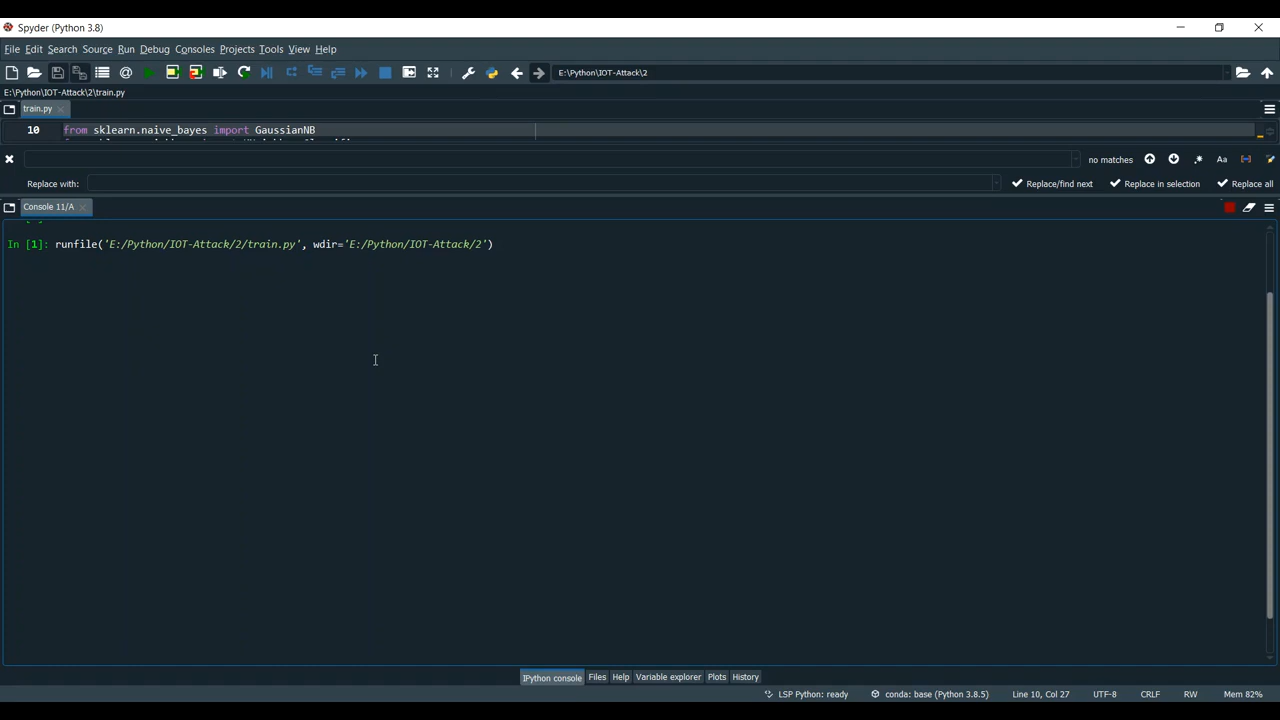 Spyder (Python 3.8)
File Edit Search Source Run Debug Consoles Projects Tools View Help
E:\Python\IOT-Attack\2
E:\Python\IOT-Attack\2\train.py
train.py
10 from sklearn.naive_bayes import GaussianNB
no matches
Aa
Replace with:
Replace/find next Replace in selection Replace all
Console 11/A
In [1]: runfile('E:/Python/IOT-Attack/2/train.py', wdir='E:/Python/IOT-Attack/2')
IPython console Files Help Variable explorer Plots History
LSP Python: ready conda: base (Python 3.8.5) Line 10, Col 27 UTF-8 CRLF RW Mem 82%